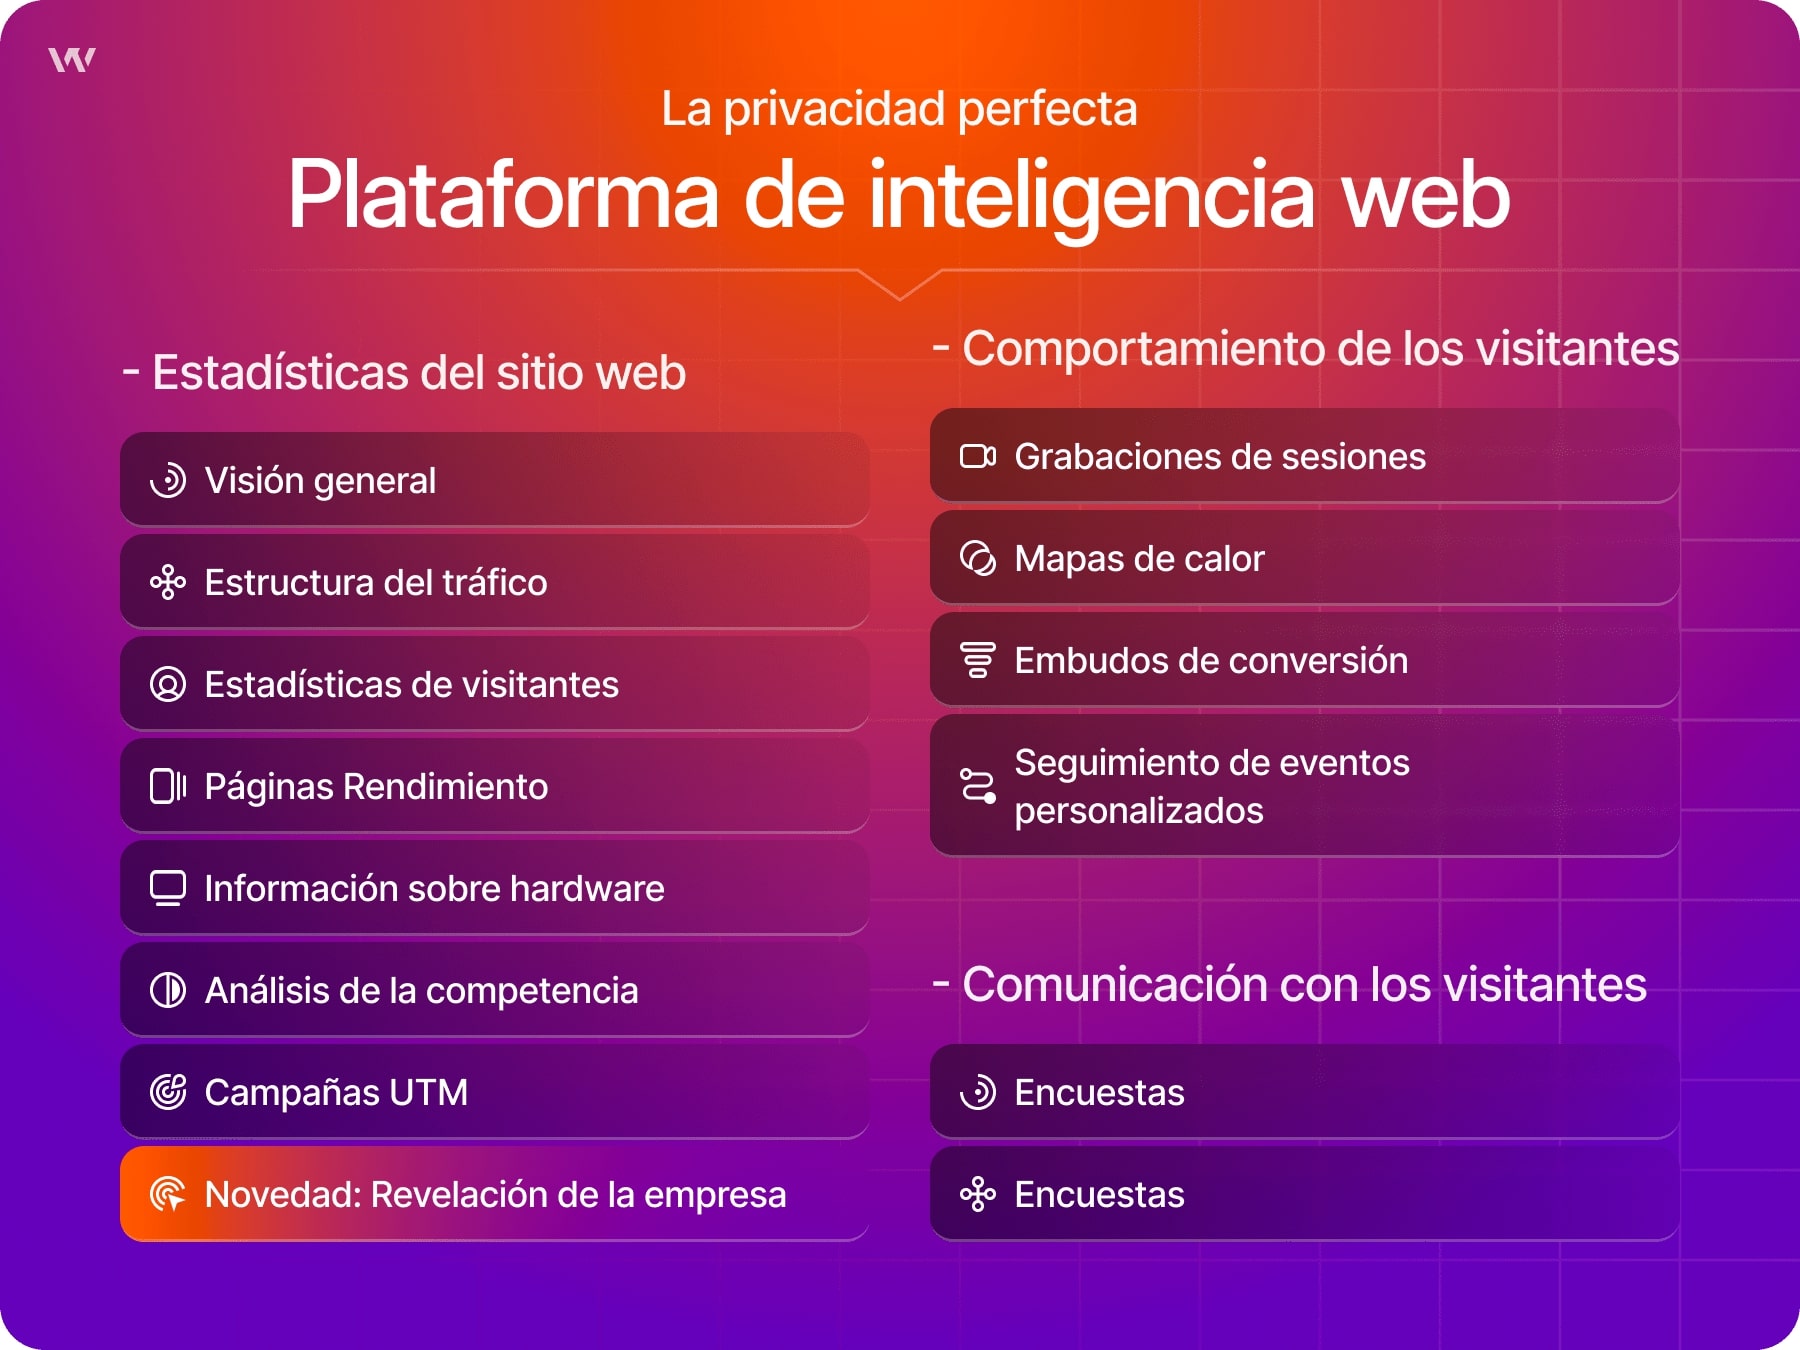 La privacidad perfecta
Plataforma de inteligencia web
- Estadísticas del sitio web
Visión general
Estructura del tráfico
Estadísticas de visitantes
Páginas Rendimiento
Información sobre hardware
Análisis de la competencia
Campañas UTM
Novedad: Revelación de la empresa
- Comportamiento de los visitantes
Grabaciones de sesiones
Mapas de calor
Embudos de conversión
Seguimiento de eventos
personalizados
- Comunicación con los visitantes
Encuestas
Encuestas